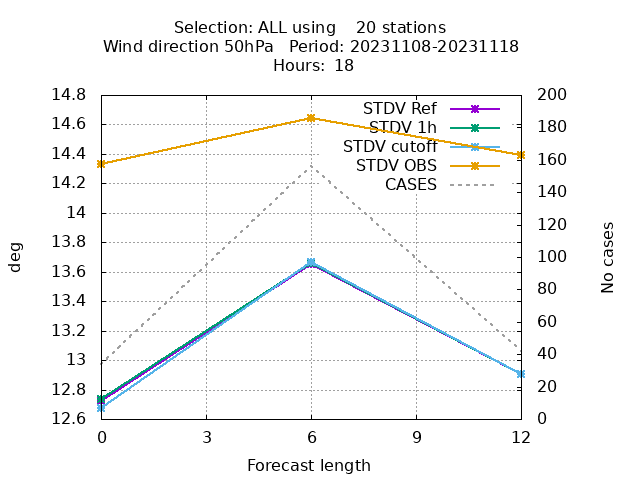 Selection: ALL using    20 stations
Wind direction 50hPa   Period: 20231108-20231118
Hours:  18
14.8
14.6
14.4
14.2
14
13.8
13.6
13.4
13.2
13
12.8
12.6
200
180
160
140
120
100
80
60
40
20
0
STDV Ref
STDV 1h
STDV cutoff
STDV OBS
CASES
deg
No cases
0 3 6 9 12
Forecast length